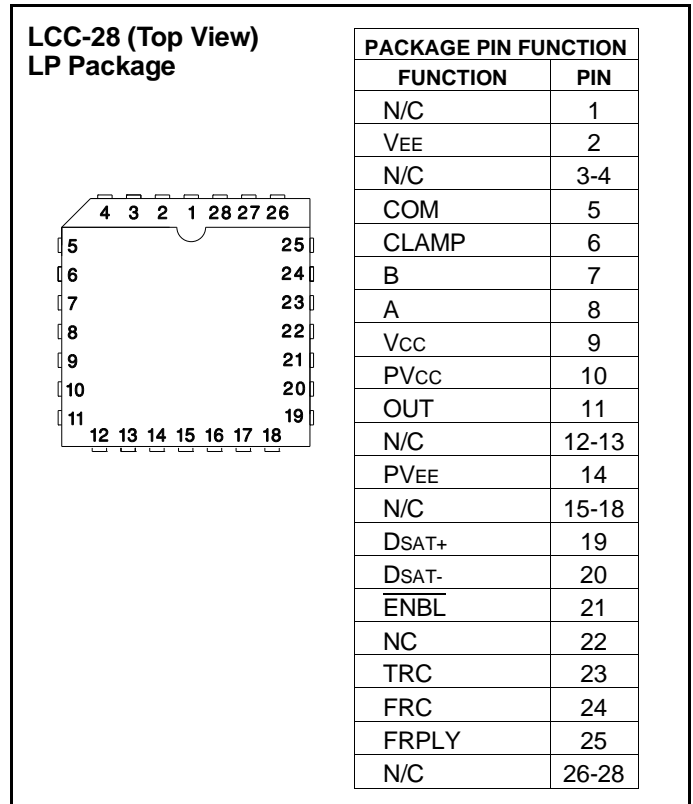 LCC-28 (Top View)
LP Package
4 3 2 1 28 27 26
5 25
6 24
7 23
8 22
9 21
10 20
11 19
12 13 14 15 16 17 18
PACKAGE PIN FUNCTION
FUNCTION PIN
N/C 1
VEE 2
N/C 3-4
COM 5
CLAMP 6
B 7
A 8
VCC 9
PVCC 10
OUT 11
N/C 12-13
PVEE 14
N/C 15-18
DSAT+ 19
DSAT- 20
ENBL 21
NC 22
TRC 23
FRC 24
FRPLY 25
N/C 26-28